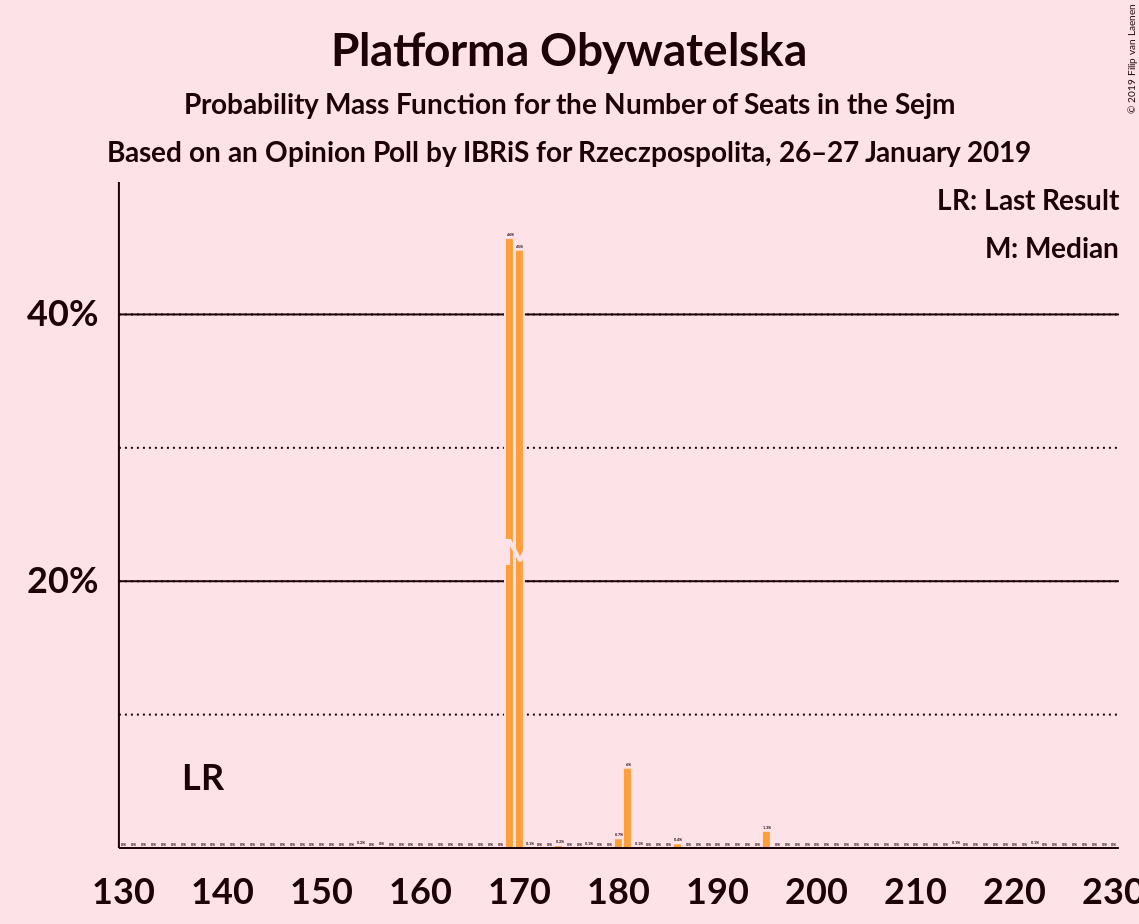 Platforma Obywatelska
Probability Mass Function for the Number of Seats in the Sejm
Based on an Opinion Poll by IBRiS for Rzeczpospolita, 26–27 January 2019
© 2019 Filip van Laenen
LR: Last Result
M: Median
40%
20%
M
LR
130 140 150 160 170 180 190 200 210 220 230